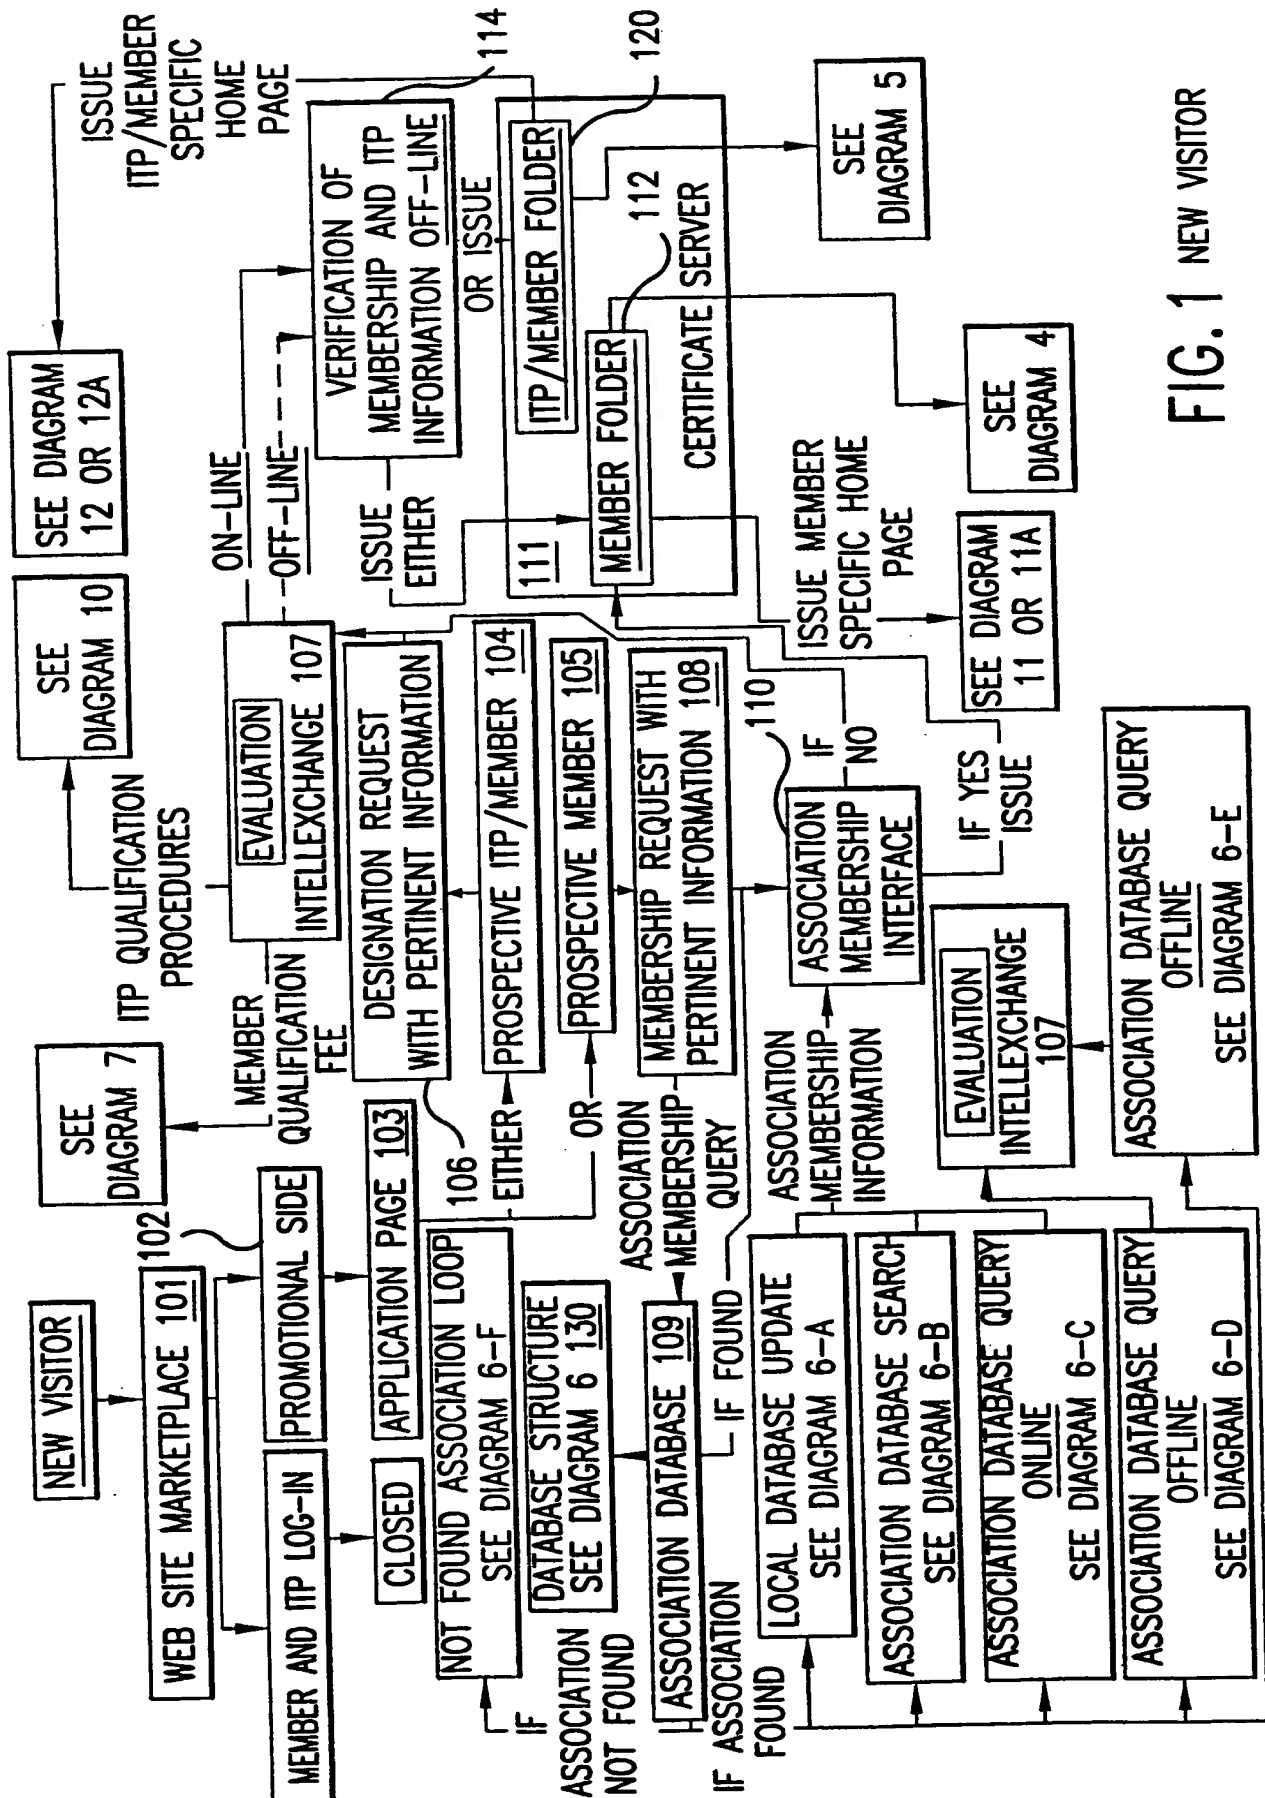 NEW VISITOR
WEB SITE MARKETPLACE 101
MEMBER AND ITP LOG-IN
PROMOTIONAL SIDE
102
CLOSED
APPLICATION PAGE 103
EITHER
OR
SEE
DIAGRAM 7
MEMBER
QUALIFICATION
FEE
ITP QUALIFICATION
PROCEDURES
SEE
DIAGRAM 10
SEE DIAGRAM
12 OR 12A
ISSUE
ITP/MEMBER
SPECIFIC
HOME
PAGE
EVALUATION
INTELLEXCHANGE 107
ON-LINE
OFF-LINE
DESIGNATION REQUEST
WITH PERTINENT INFORMATION
106
PROSPECTIVE ITP/MEMBER 104
PROSPECTIVE MEMBER 105
MEMBERSHIP REQUEST WITH
PERTINENT INFORMATION 108
VERIFICATION OF
MEMBERSHIP AND ITP
INFORMATION OFF-LINE
114
ISSUE
EITHER
OR ISSUE
111
ITP/MEMBER FOLDER
120
MEMBER FOLDER
112
CERTIFICATE SERVER
SEE
DIAGRAM 5
SEE
DIAGRAM 4
ISSUE MEMBER
SPECIFIC HOME
PAGE
SEE DIAGRAM
11 OR 11A
NOT FOUND ASSOCIATION LOOP
SEE DIAGRAM 6-F
DATABASE STRUCTURE
SEE DIAGRAM 6 130
IF
ASSOCIATION
NOT FOUND
ASSOCIATION DATABASE 109
ASSOCIATION
MEMBERSHIP
QUERY
IF FOUND
IF ASSOCIATION
FOUND
LOCAL DATABASE UPDATE
SEE DIAGRAM 6-A
ASSOCIATION DATABASE SEARCH
SEE DIAGRAM 6-B
ASSOCIATION DATABASE QUERY
ONLINE
SEE DIAGRAM 6-C
ASSOCIATION DATABASE QUERY
OFFLINE
SEE DIAGRAM 6-D
ASSOCIATION
MEMBERSHIP
INFORMATION
110
ASSOCIATION
MEMBERSHIP
INTERFACE
IF
NO
IF YES
ISSUE
EVALUATION
INTELLEXCHANGE
107
ASSOCIATION DATABASE QUERY
OFFLINE
SEE DIAGRAM 6-E
FIG. 1 NEW VISITOR